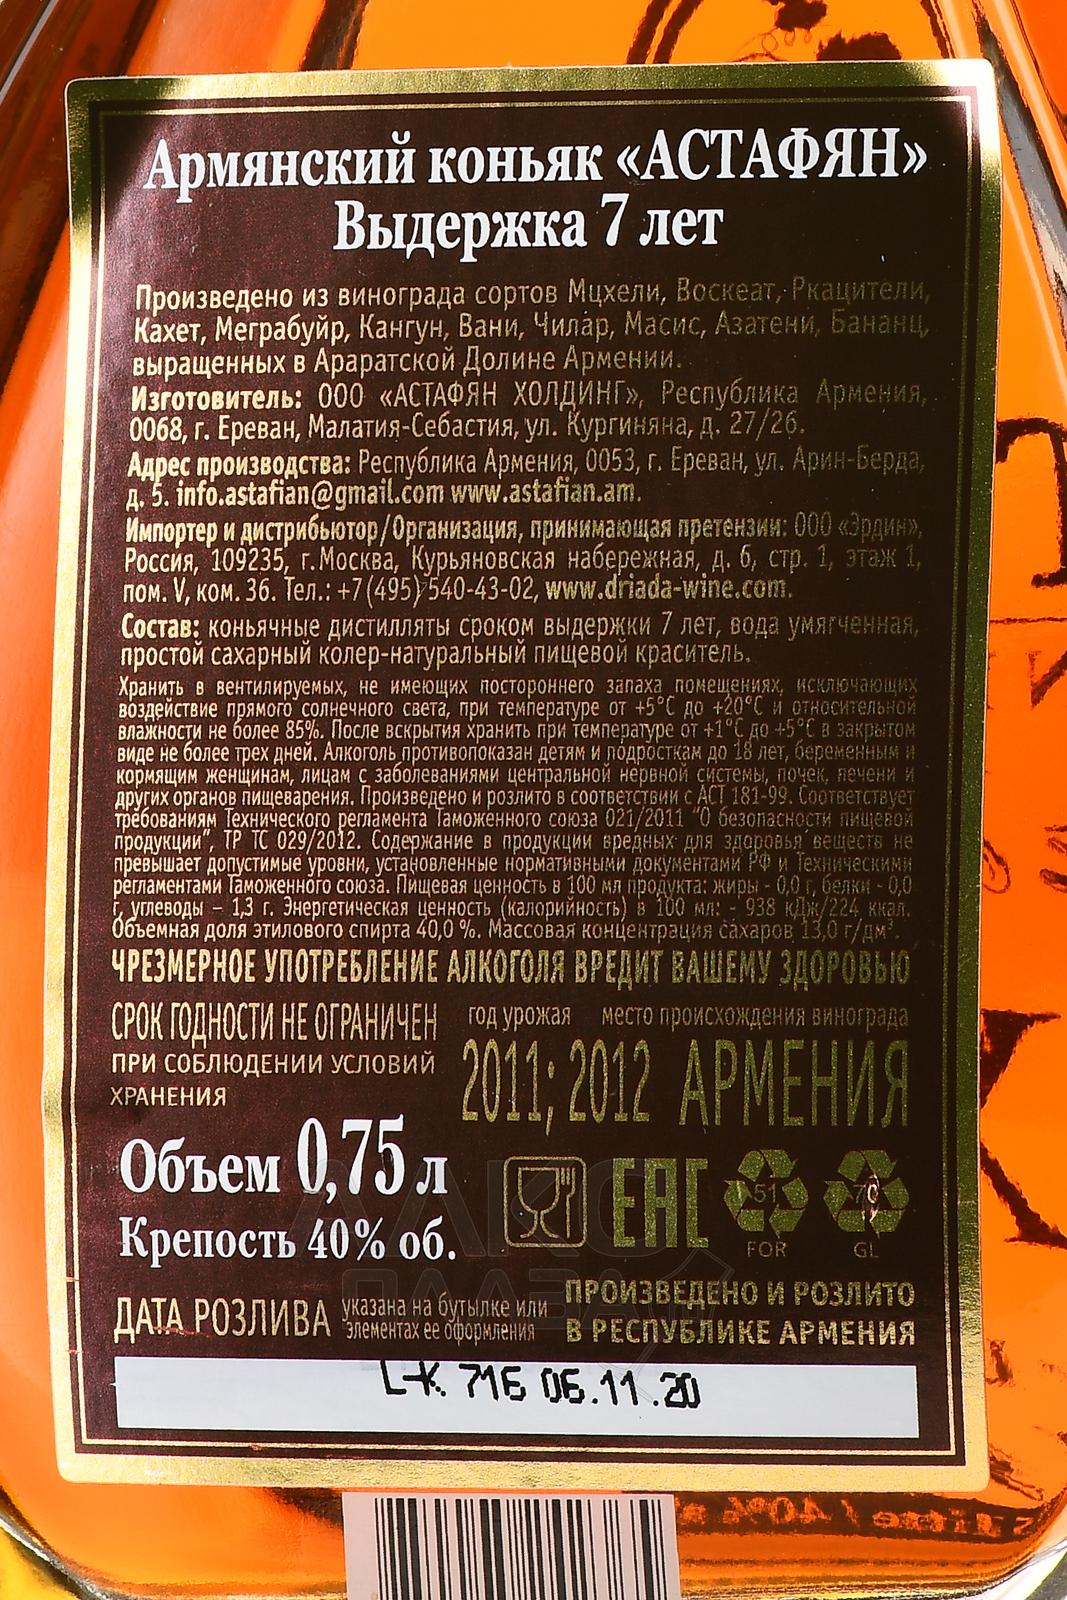 Армянский коньяк «АСТАФЯН»
Выдержка 7 лет
Произведено из винограда сортов Мцхели, Воскеат, Ркацители,
Кахет, Меграбуйр, Кангун, Вани, Чилар, Масис, Азатени, Бананц,
выращенных в Араратской Долине Армении.
Изготовитель: ООО «АСТАФЯН ХОЛДИНГ», Республика Армения,
0068, г. Ереван, Малатия-Себастия, ул. Кургиняна, д. 27/26.
Адрес производства: Республика Армения, 0053, г. Ереван, ул. Арин-Берда,
д. 5. info.astafian@gmail.com www.astafian.am.
Импортер и дистрибьютор/Организация, принимающая претензии: ООО «Эрдин»,
Россия, 109235, г.Москва, Курьяновская набережная, д. 6, стр. 1, этаж 1,
пом. V, ком. 36. Тел.: +7(495) 540-43-02, www.driada-wine.com.
Состав: коньячные дистилляты сроком выдержки 7 лет, вода умягченная,
простой сахарный колер-натуральный пищевой краситель.
Хранить в вентилируемых, не имеющих постороннего запаха помещениях, исключающих
воздействие прямого солнечного света, при температуре от +5°С до +20°С и относительной
влажности не более 85%. После вскрытия хранить при температуре от +1°С до +5°С в закрытом
виде не более трех дней. Алкоголь противопоказан детям и подросткам до 18 лет, беременным и
кормящим женщинам, лицам с заболеваниями центральной нервной системы, почек, печени и
других органов пищеварения. Произведено и розлито в соответствии с АСТ 181-99. Соответствует
требованиям Технического регламента Таможенного союза 021/2011 “О безопасности пищевой
продукции”, ТР ТС 029/2012. Содержание в продукции вредных для здоровья веществ не
превышает допустимые уровни, установленные нормативными документами РФ и Техническими
регламентами Таможенного союза. Пищевая ценность в 100 мл продукта: жиры - 0,0 г, белки - 0,0
г, углеводы – 1,3 г. Энергетическая ценность (калорийность) в 100 мл: - 938 кДж/224 ккал.
Объемная доля этилового спирта 40,0 %. Массовая концентрация сахаров 13,0 г/дм³.
ЧРЕЗМЕРНОЕ УПОТРЕБЛЕНИЕ АЛКОГОЛЯ ВРЕДИТ ВАШЕМУ ЗДОРОВЬЮ
СРОК ГОДНОСТИ НЕ ОГРАНИЧЕН
ПРИ СОБЛЮДЕНИИ УСЛОВИЙ
ХРАНЕНИЯ
год урожая место происхождения винограда
2011; 2012 АРМЕНИЯ
Объем 0,75 л
Крепость 40% об.
EAC
51
FOR
70
GL
ДАТА РОЗЛИВА указана на бутылке или
элементах ее оформления
ПРОИЗВЕДЕНО И РОЗЛИТО
В РЕСПУБЛИКЕ АРМЕНИЯ
L-K 716 06.11.20
АЛКО
ПЛАЗА